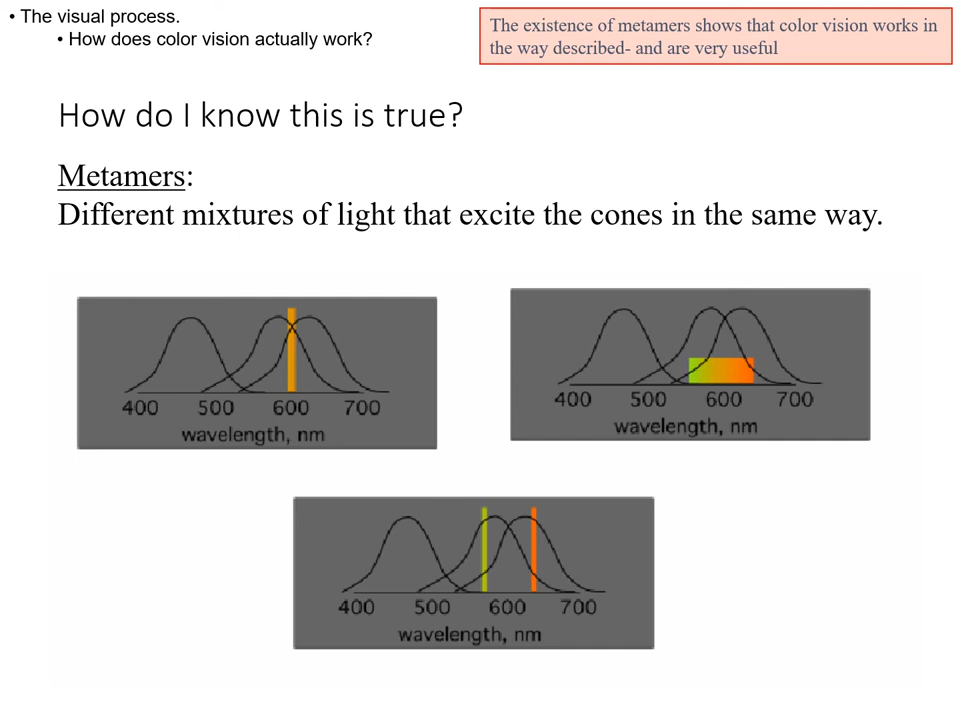 • The visual process.
• How does color vision actually work?
The existence of metamers shows that color vision works in
the way described- and are very useful
How do I know this is true?
Metamers:
Different mixtures of light that excite the cones in the same way.
400 500 600 700
wavelength, nm
400 500 600 700
wavelength, nm
400 500 600 700
wavelength, nm